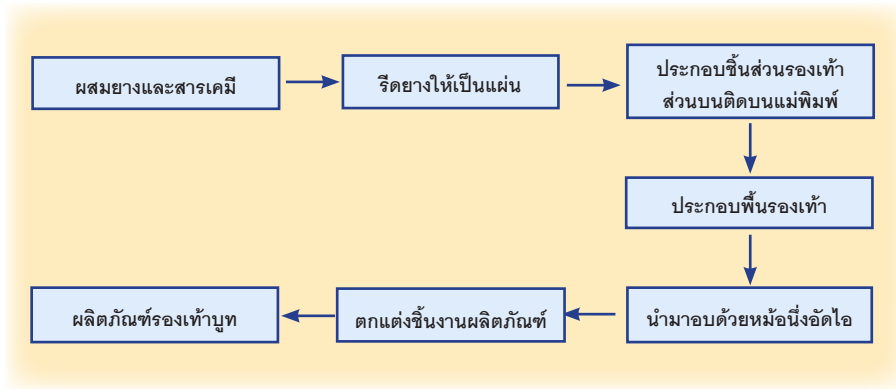 ผสมยางและสารเคมี
รีดยางให้เป็นแผ่น
ประกอบชิ้นส่วนรองเท้า
ส่วนบนติดบนแม่พิมพ์
ประกอบพื้นรองเท้า
นำมาอบด้วยหม้อนึ่งอัดไอ
ตกแต่งชิ้นงานผลิตภัณฑ์
ผลิตภัณฑ์รองเท้าบูท